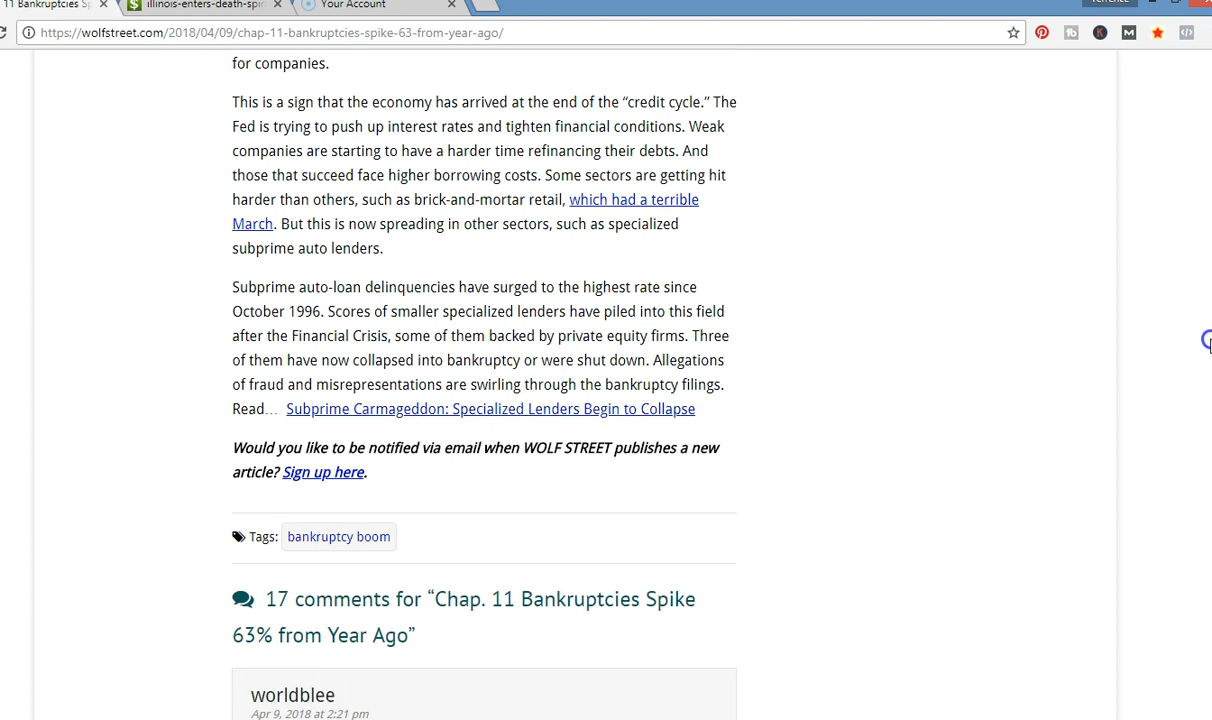 11 Bankruptcies Sp
illinois-enters-death-spir
Your Account
https://wolfstreet.com/2018/04/09/chap-11-bankruptcies-spike-63-from-year-ago/
for companies.
This is a sign that the economy has arrived at the end of the “credit cycle.” The
Fed is trying to push up interest rates and tighten financial conditions. Weak
companies are starting to have a harder time refinancing their debts. And
those that succeed face higher borrowing costs. Some sectors are getting hit
harder than others, such as brick-and-mortar retail, which had a terrible
March. But this is now spreading in other sectors, such as specialized
subprime auto lenders.
Subprime auto-loan delinquencies have surged to the highest rate since
October 1996. Scores of smaller specialized lenders have piled into this field
after the Financial Crisis, some of them backed by private equity firms. Three
of them have now collapsed into bankruptcy or were shut down. Allegations
of fraud and misrepresentations are swirling through the bankruptcy filings.
Read… Subprime Carmageddon: Specialized Lenders Begin to Collapse
Would you like to be notified via email when WOLF STREET publishes a new
article? Sign up here.
Tags: bankruptcy boom
17 comments for “Chap. 11 Bankruptcies Spike
63% from Year Ago”
worldblee
Apr 9, 2018 at 2:21 pm